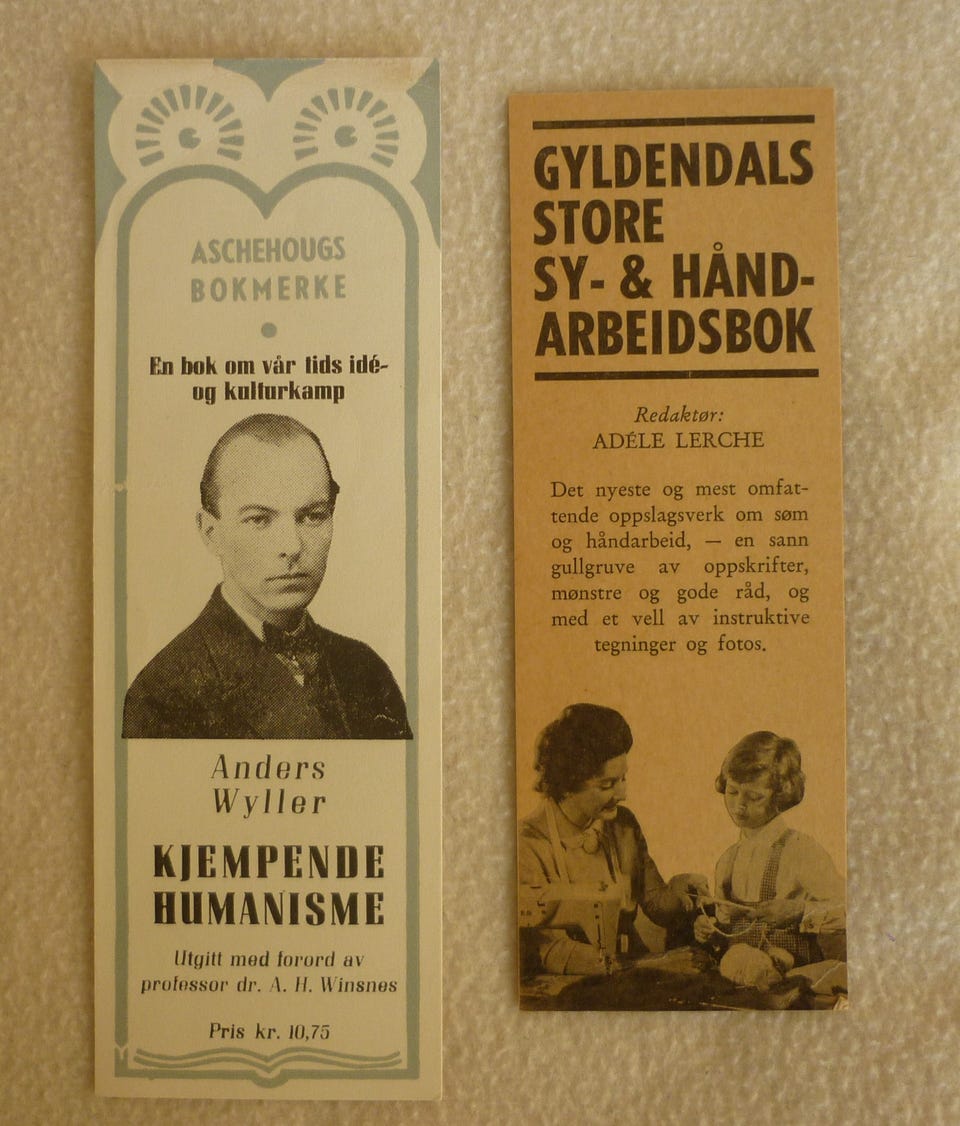 ASCHEHOUGS
BOKMERKE
En bok om vår tids idé-
og kulturkamp
Anders
Wyller
KJEMPENDE
HUMANISME
Utgitt med forord av
professor dr. A. H. Winsnes
Pris kr. 10,75
GYLDENDALS
STORE
SY- & HÅND-
ARBEIDSBOK
Redaktør:
ADÉLE LERCHE
Det nyeste og mest omfat-
tende oppslagsverk om søm
og håndarbeid, — en sann
gullgruve av oppskrifter,
mønstre og gode råd, og
med et vell av instruktive
tegninger og fotos.